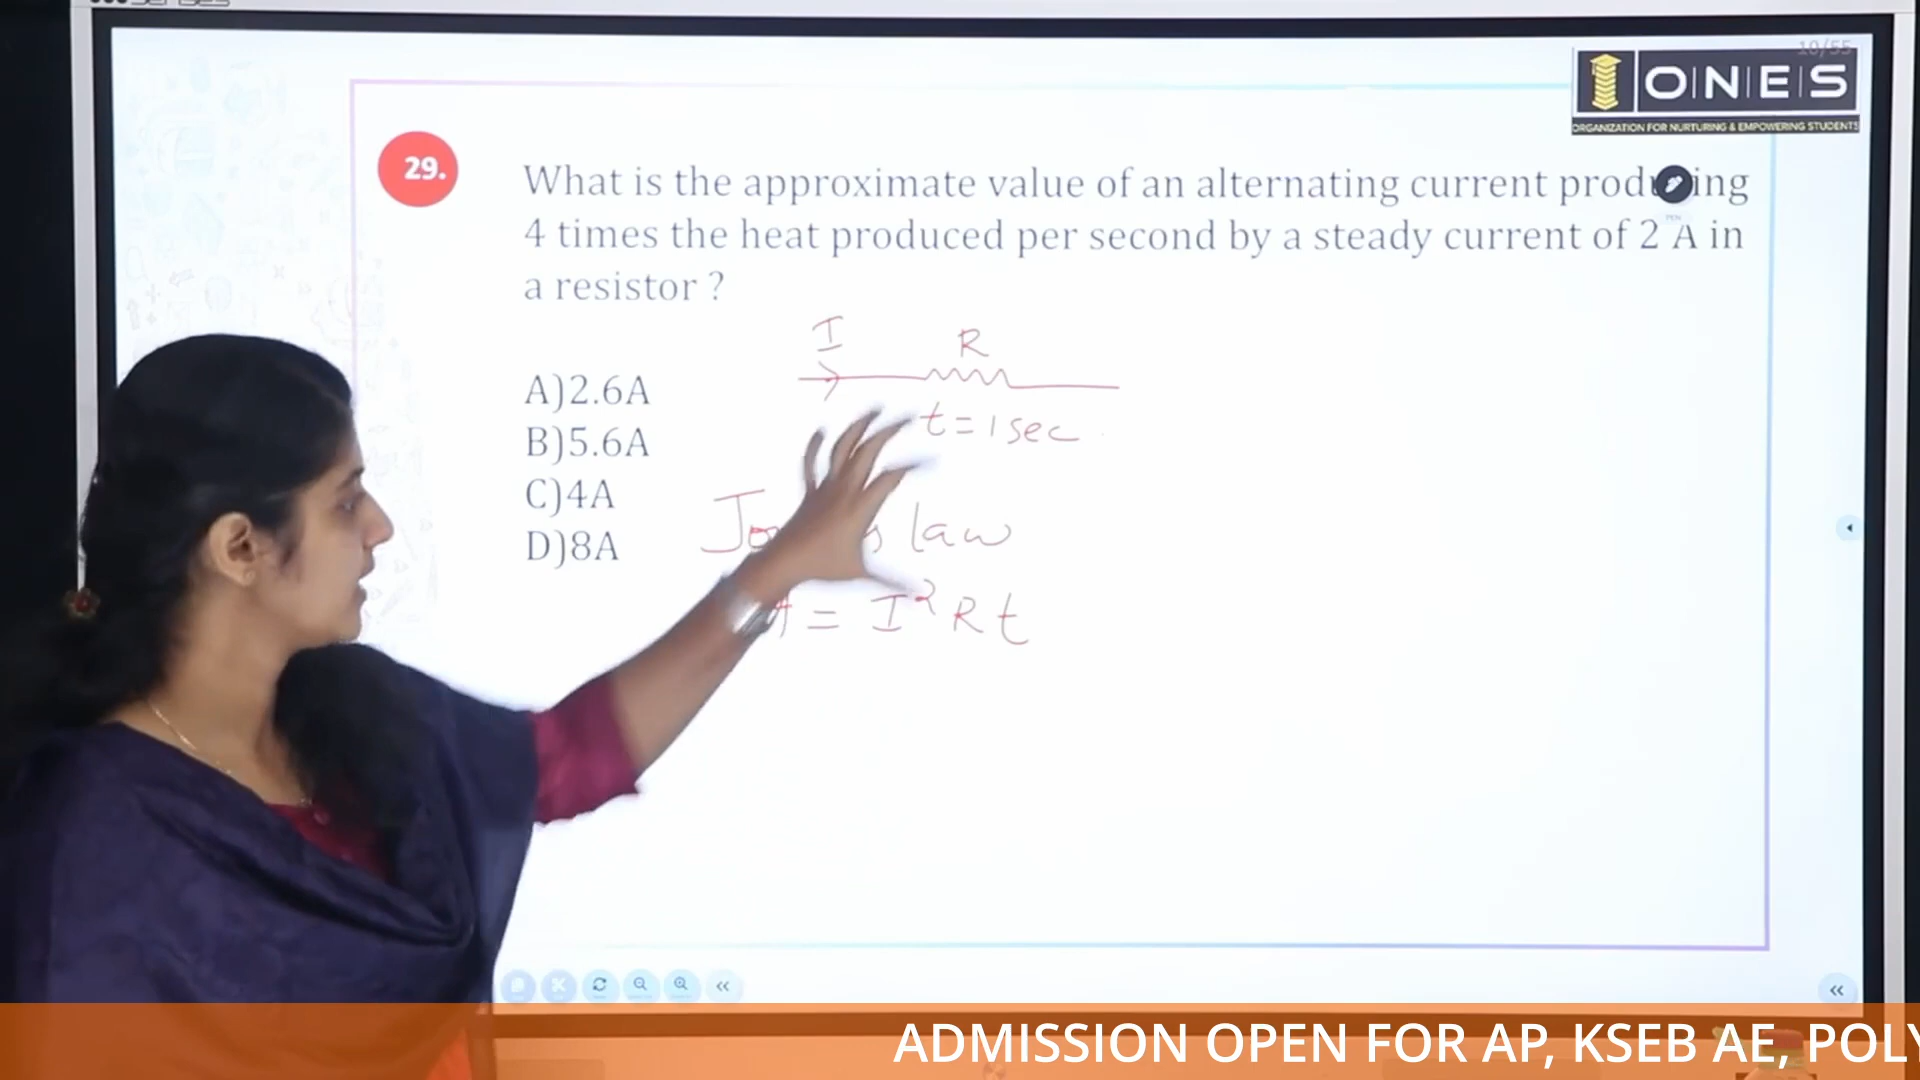 O|N|E|S
ORGANIZATION FOR NURTURING & EMPOWERING STUDENTS
29.
What is the approximate value of an alternating current producing
4 times the heat produced per second by a steady current of 2 A in
a resistor ?
I R
t = 1 sec
A)2.6A
B)5.6A
C)4A
D)8A
law
= I²Rt
ADMISSION OPEN FOR AP, KSEB AE, POLY